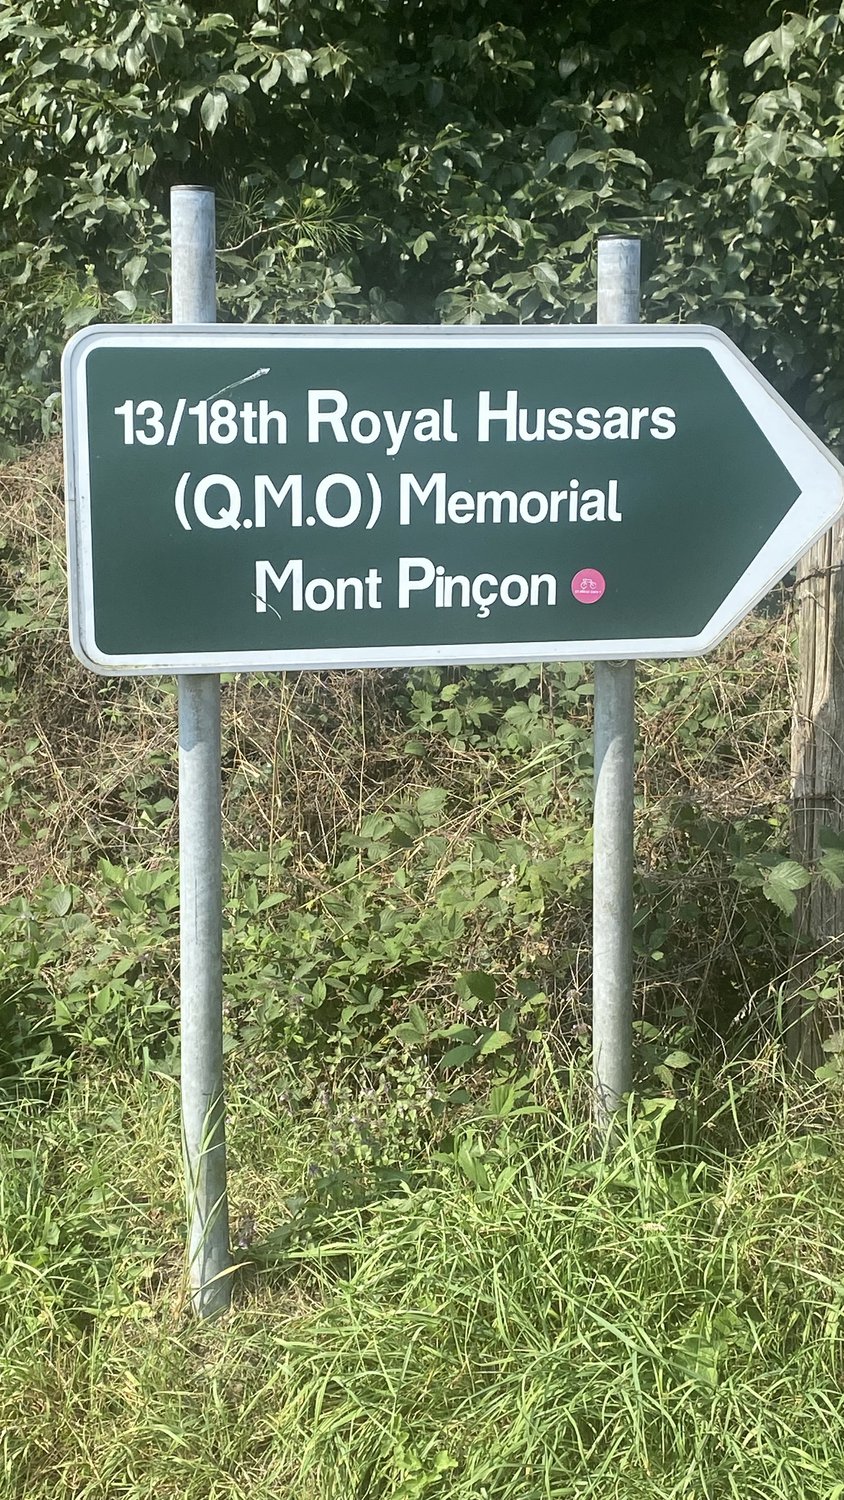 13/18th Royal Hussars
(Q.M.O) Memorial
Mont Pinçon